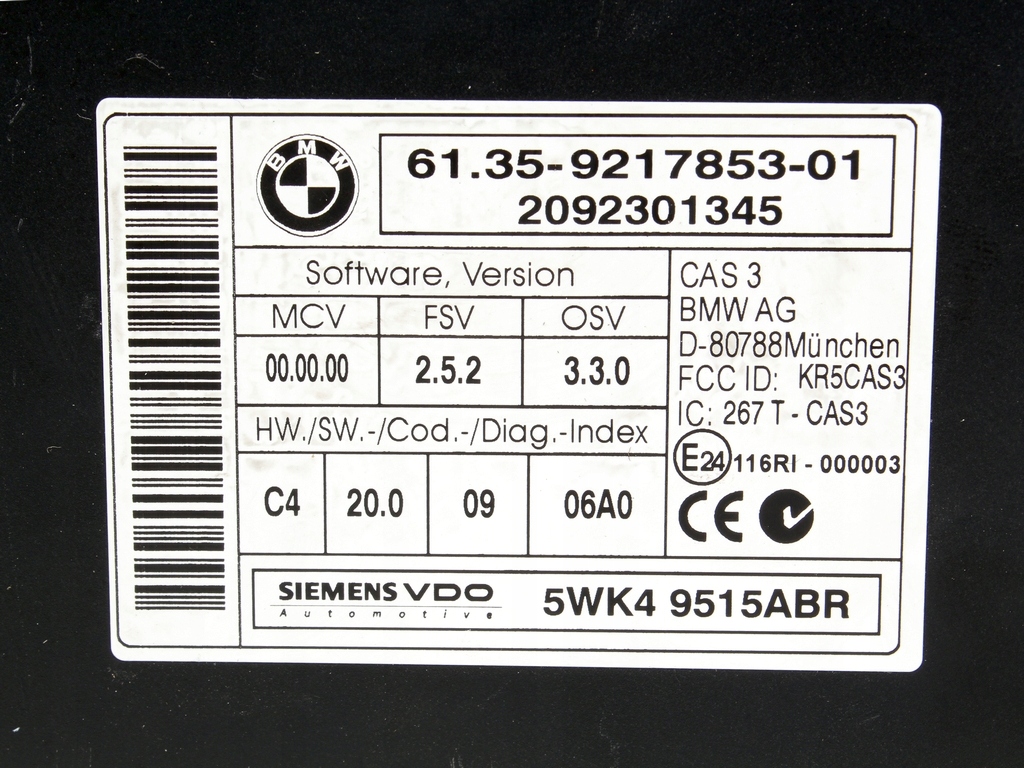 BMW
61.35-9217853-01
2092301345
Software, Version
MCV FSV OSV
00.00.00 2.5.2 3.3.0
HW./SW.-/Cod.-/Diag.-Index
C4 20.0 09 06A0
CAS 3
BMW AG
D-80788München
FCC ID: KR5CAS3
IC: 267 T - CAS3
E24 116RI - 000003
CE
SIEMENS VDO
Automotive
5WK4 9515ABR